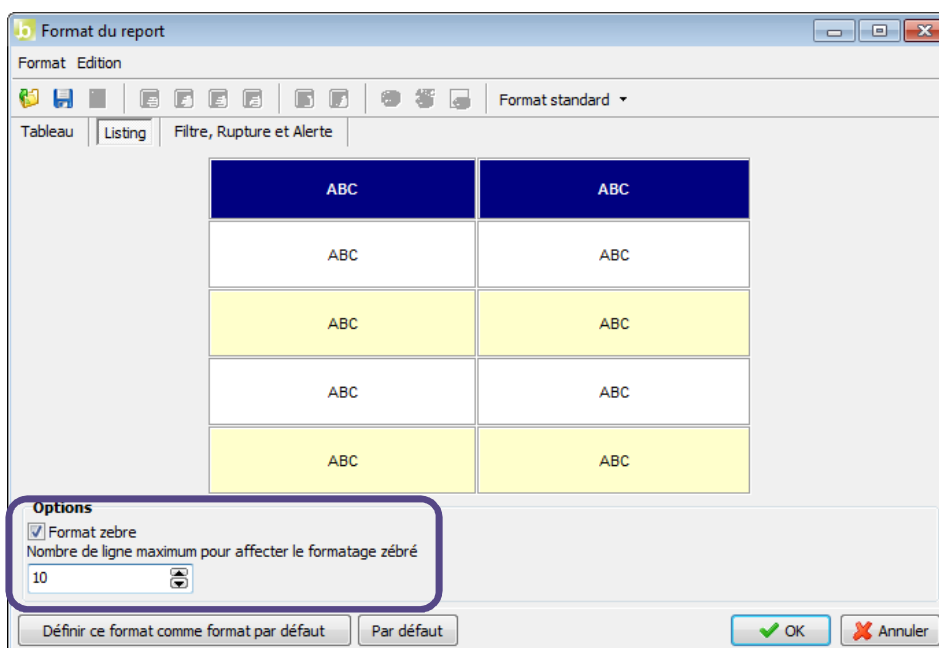 Format du report
Format Edition
Format standard
Tableau Listing Filtre, Rupture et Alerte
ABC ABC
ABC ABC
ABC ABC
ABC ABC
ABC ABC
Options
Format zebre
Nombre de ligne maximum pour affecter le formatage zébré
10
Définir ce format comme format par défaut Par défaut OK Annuler